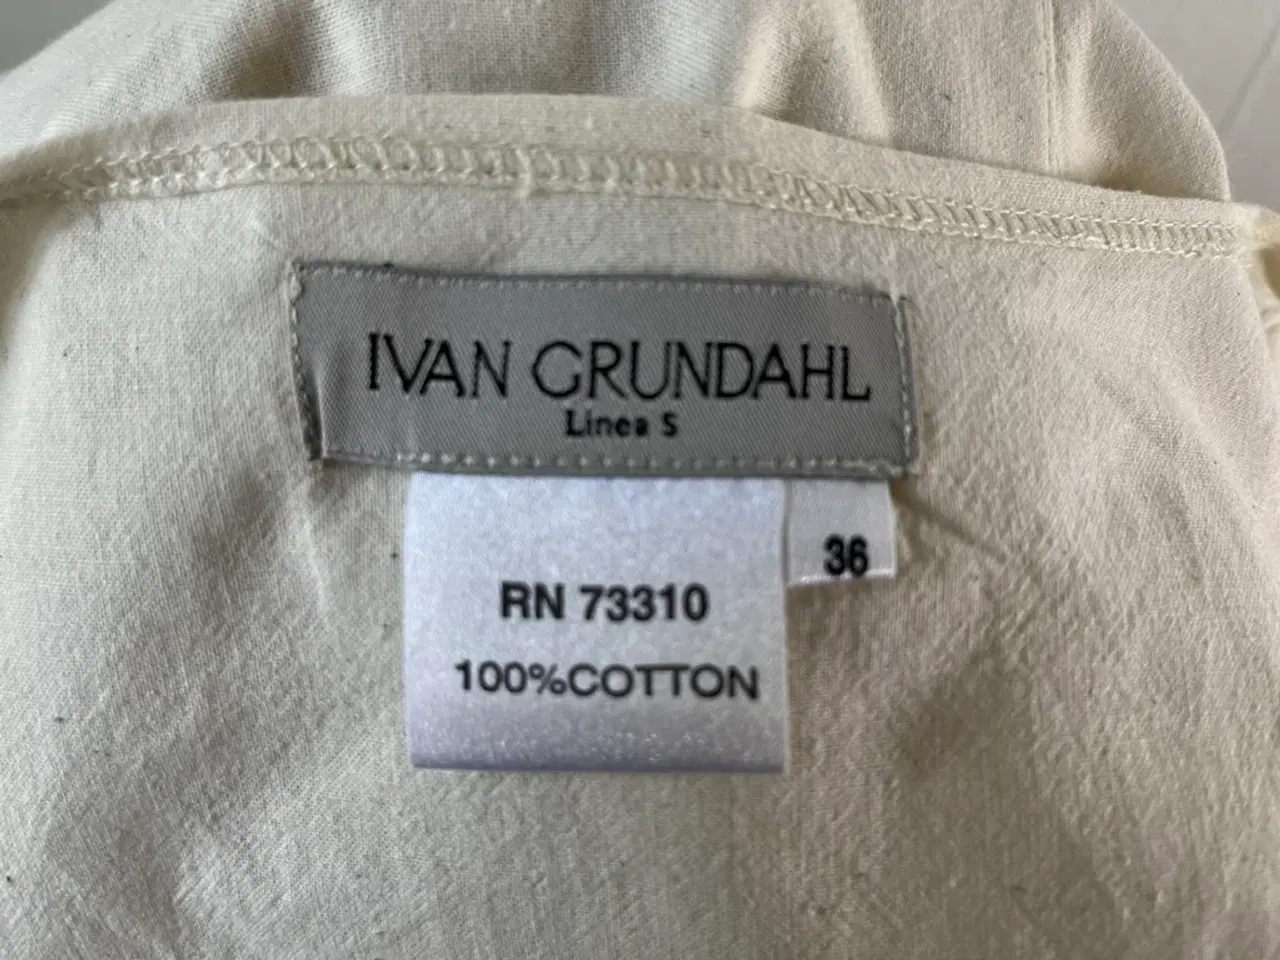 IVAN GRUNDAHL
Linea S
36
RN 73310
100%COTTON